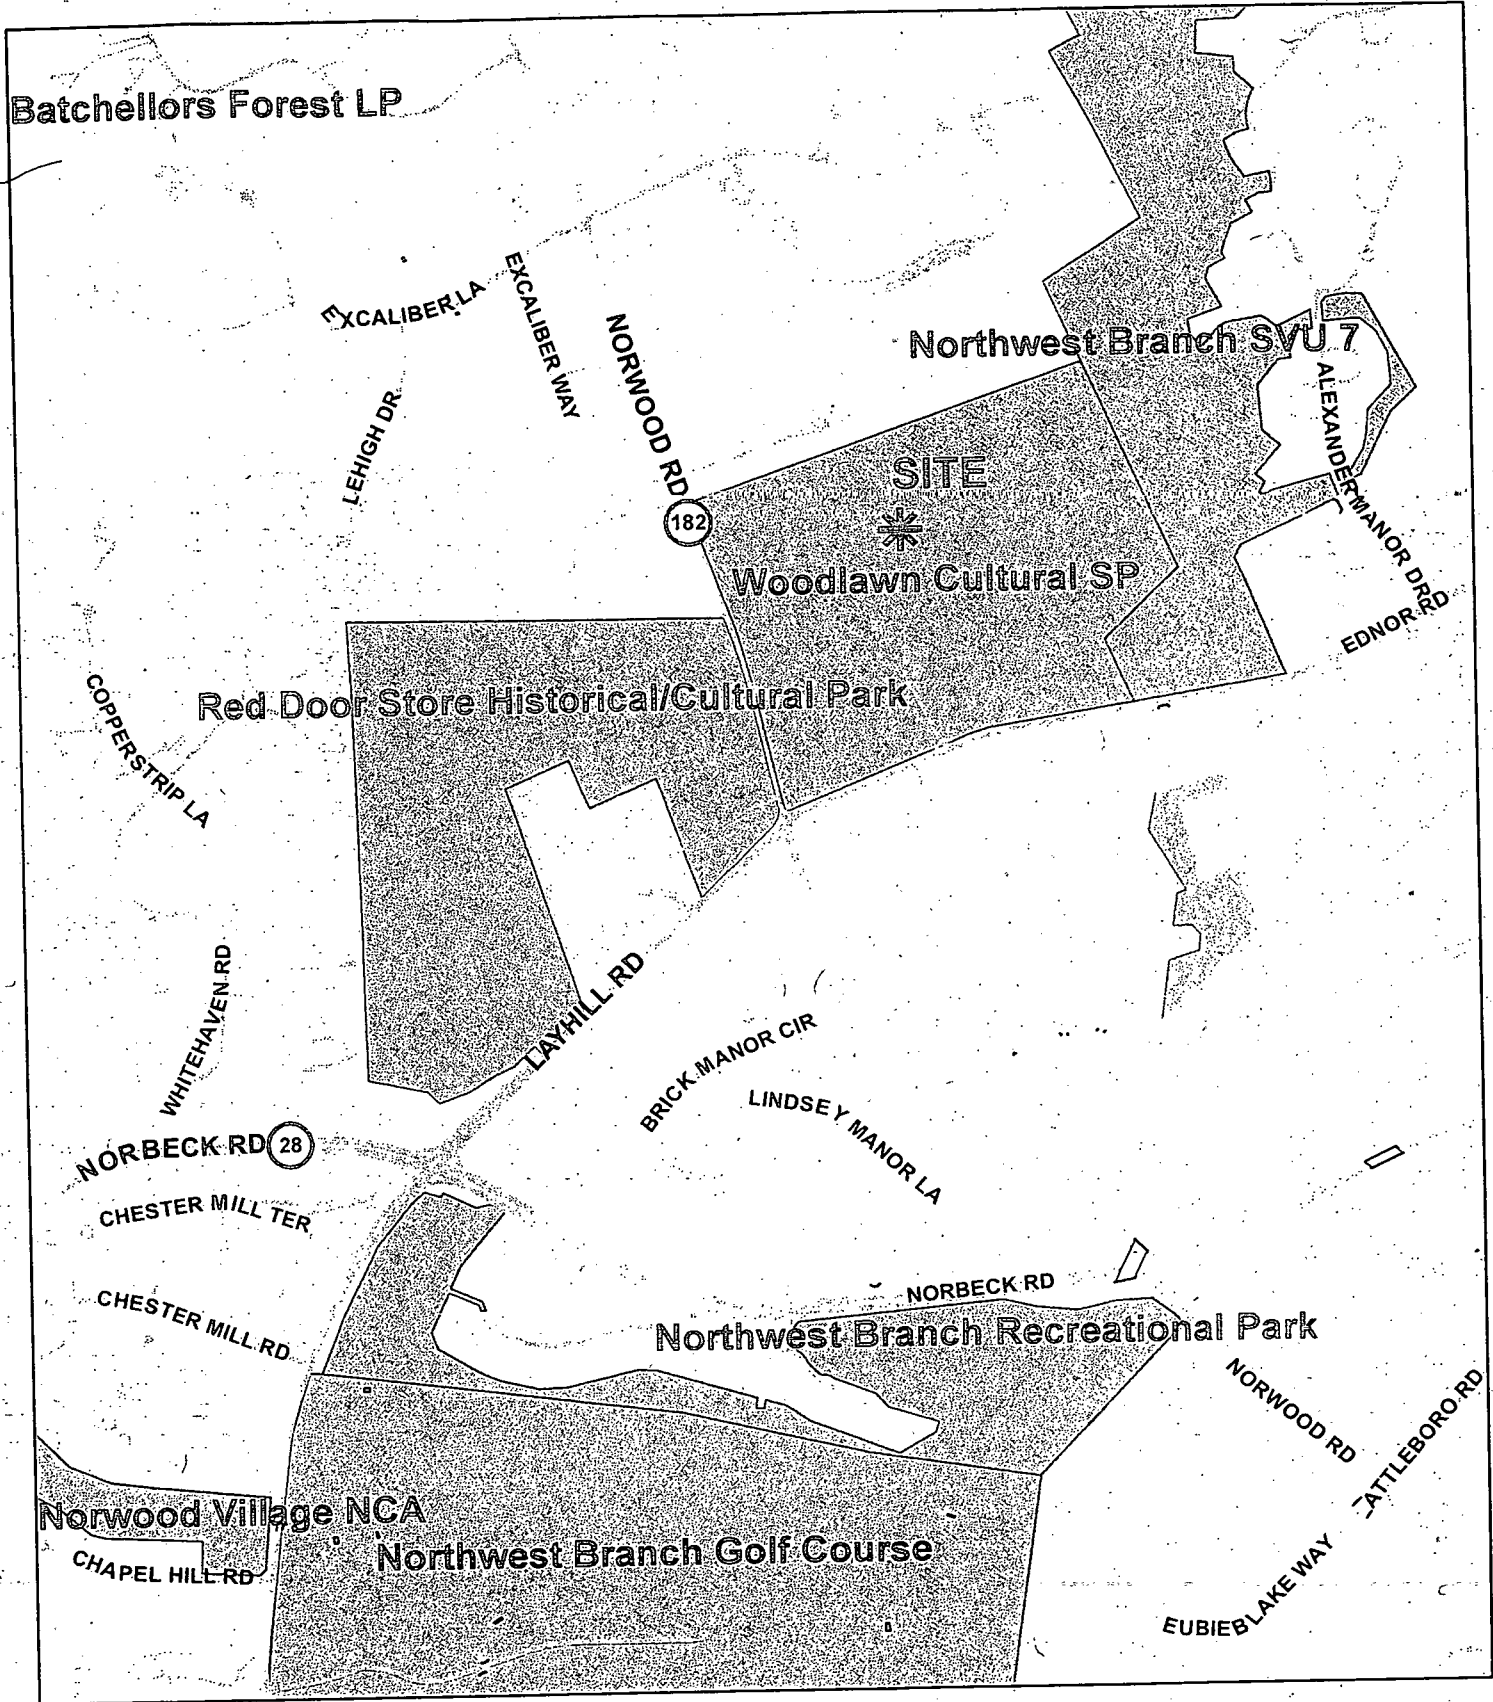 Batchellors Forest LP
EXCALIBER LA
EXCALIBER WAY
NORWOOD RD
Northwest Branch SVU 7
ALEXANDER MANOR DR
LEHIGH DR
SITE
182
Woodlawn Cultural SP
EDNOR RD
Red Door Store Historical/Cultural Park
COPPERSTRIP LA
WHITEHAVEN RD
LAYHILL RD
BRICK MANOR CIR
LINDSEY MANOR LA
NORBECK RD
28
CHESTER MILL TER
NORBECK RD
CHESTER MILL RD
Northwest Branch Recreational Park
NORWOOD RD
ATTLEBORO RD
Norwood Village NCA
Northwest Branch Golf Course
CHAPEL HILL RD
EUBIE BLAKE WAY